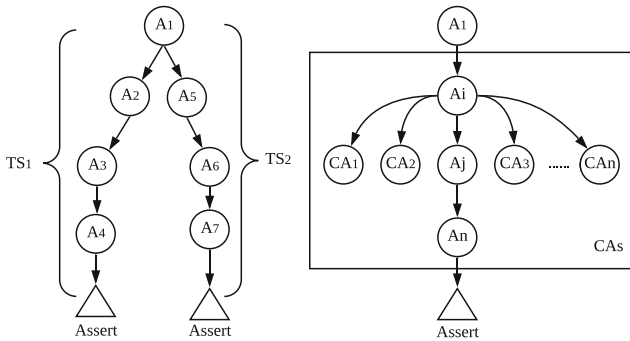 A1
A2
A5
TS1
A3
A6
TS2
A4
A7
Assert
Assert
A1
Ai
CA1
CA2
Aj
CA3
......
CAn
An
CAs
Assert